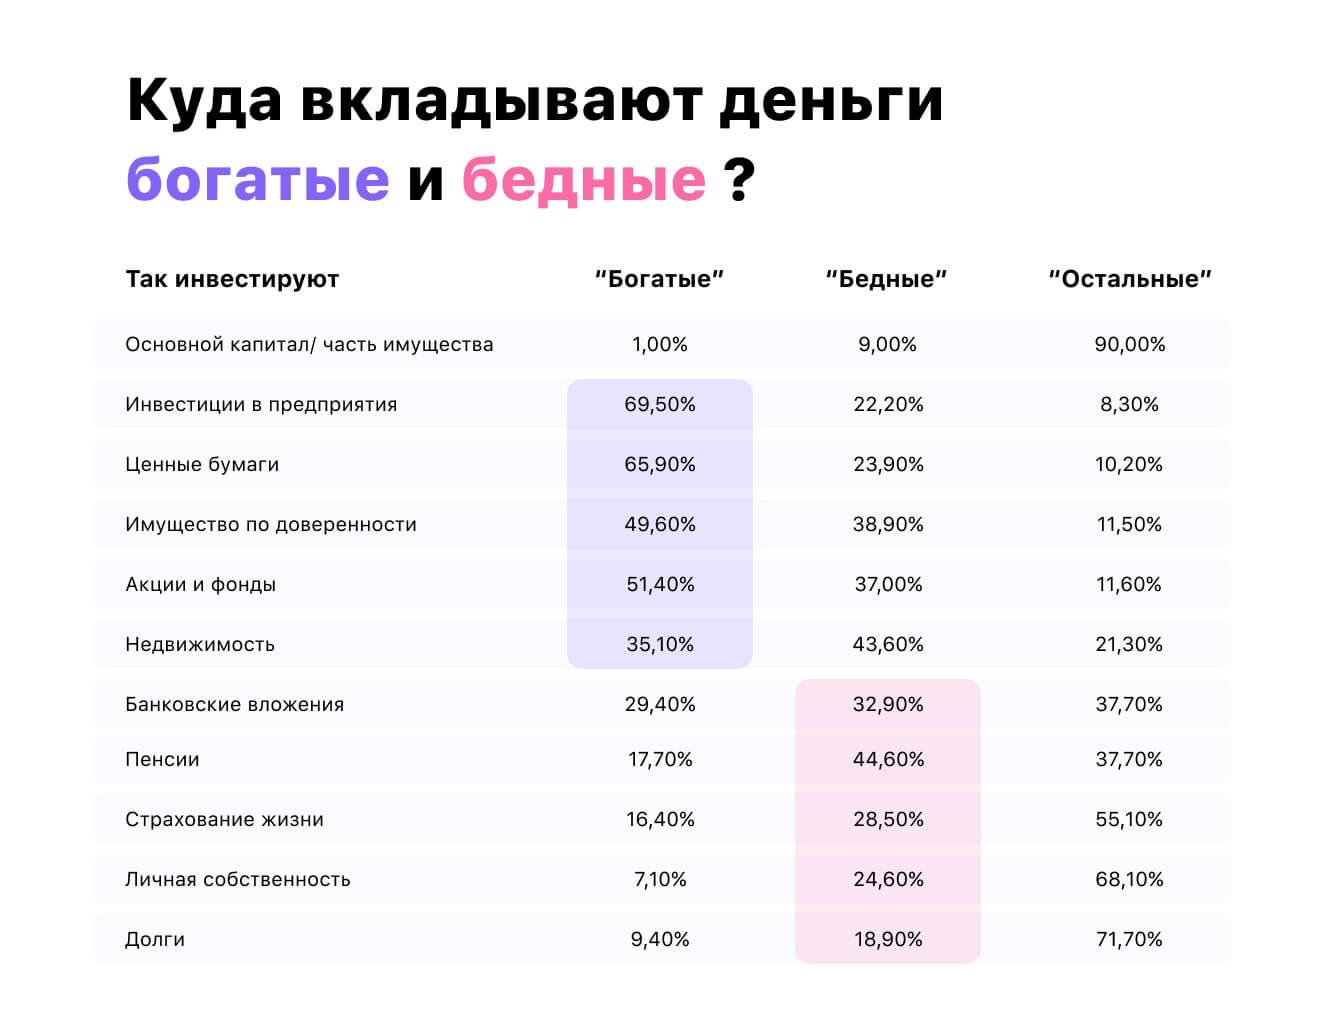 Куда вкладывают деньги
богатые и бедные ?
Так инвестируют “Богатые” “Бедные” “Остальные”
Основной капитал/ часть имущества 1,00% 9,00% 90,00%
Инвестиции в предприятия 69,50% 22,20% 8,30%
Ценные бумаги 65,90% 23,90% 10,20%
Имущество по доверенности 49,60% 38,90% 11,50%
Акции и фонды 51,40% 37,00% 11,60%
Недвижимость 35,10% 43,60% 21,30%
Банковские вложения 29,40% 32,90% 37,70%
Пенсии 17,70% 44,60% 37,70%
Страхование жизни 16,40% 28,50% 55,10%
Личная собственность 7,10% 24,60% 68,10%
Долги 9,40% 18,90% 71,70%